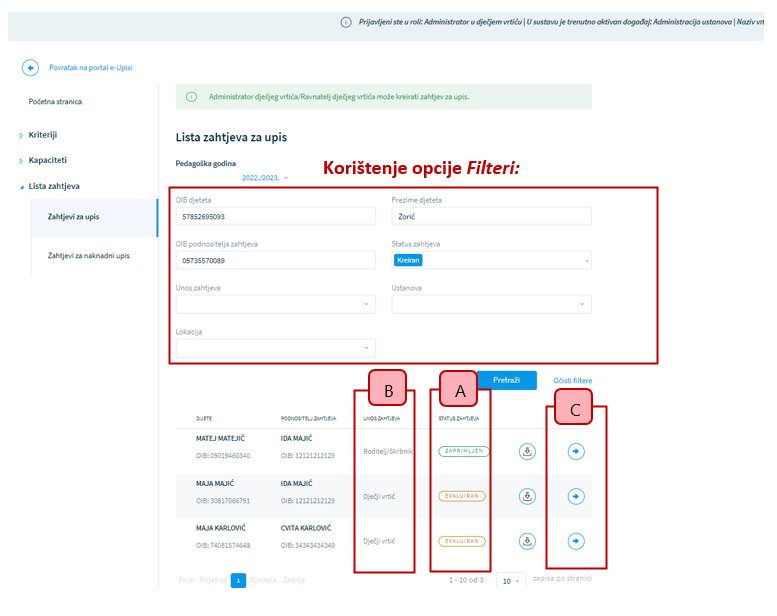 Prijavljeni ste u roli: Administrator u dječjem vrtiću | U sustavu je trenutno aktivan događaj: Administracija ustanova | Naziv vrt
Povratak na portal e-Upisi
Početna stranica
Administrator dječjeg vrtića/Ravnatelj dječjeg vrtića može kreirati zahtjev za upis.
Kriteriji
Kapaciteti
Lista zahtjeva
Zahtjevi za upis
Zahtjevi za naknadni upis
Lista zahtjeva za upis
Pedagoška godina
Korištenje opcije Filteri:
2022./2023.
OIB djeteta Prezime djeteta
57852695093 Zorić
OIB podnositelja zahtjeva Status zahtjeva
05735570089 Kreiran
Unos zahtjeva Ustanova
Lokacija
Pretraži Očisti filtere
B A C
DIJETE PODNOSITELJ ZAHTJEVA UNOS ZAHTJEVA STATUS ZAHTJEVA
MATEJ MATEJIĆ IDA MAJIĆ Roditelj/Skrbnik ZAPRIMLJEN
OIB: 05019460340 OIB: 12121212129
MAJA MAJIĆ IDA MAJIĆ Dječji vrtić EVALUIRAN
OIB: 30817066751 OIB: 12121212129
MAJA KARLOVIĆ CVITA KARLOVIĆ Dječji vrtić EVALUIRAN
OIB: 74081574648 OIB: 34343434349
Prva Prijašnja 1 Sljedeća Zadnja 1 - 10 od 3 10 zapisa po stranici